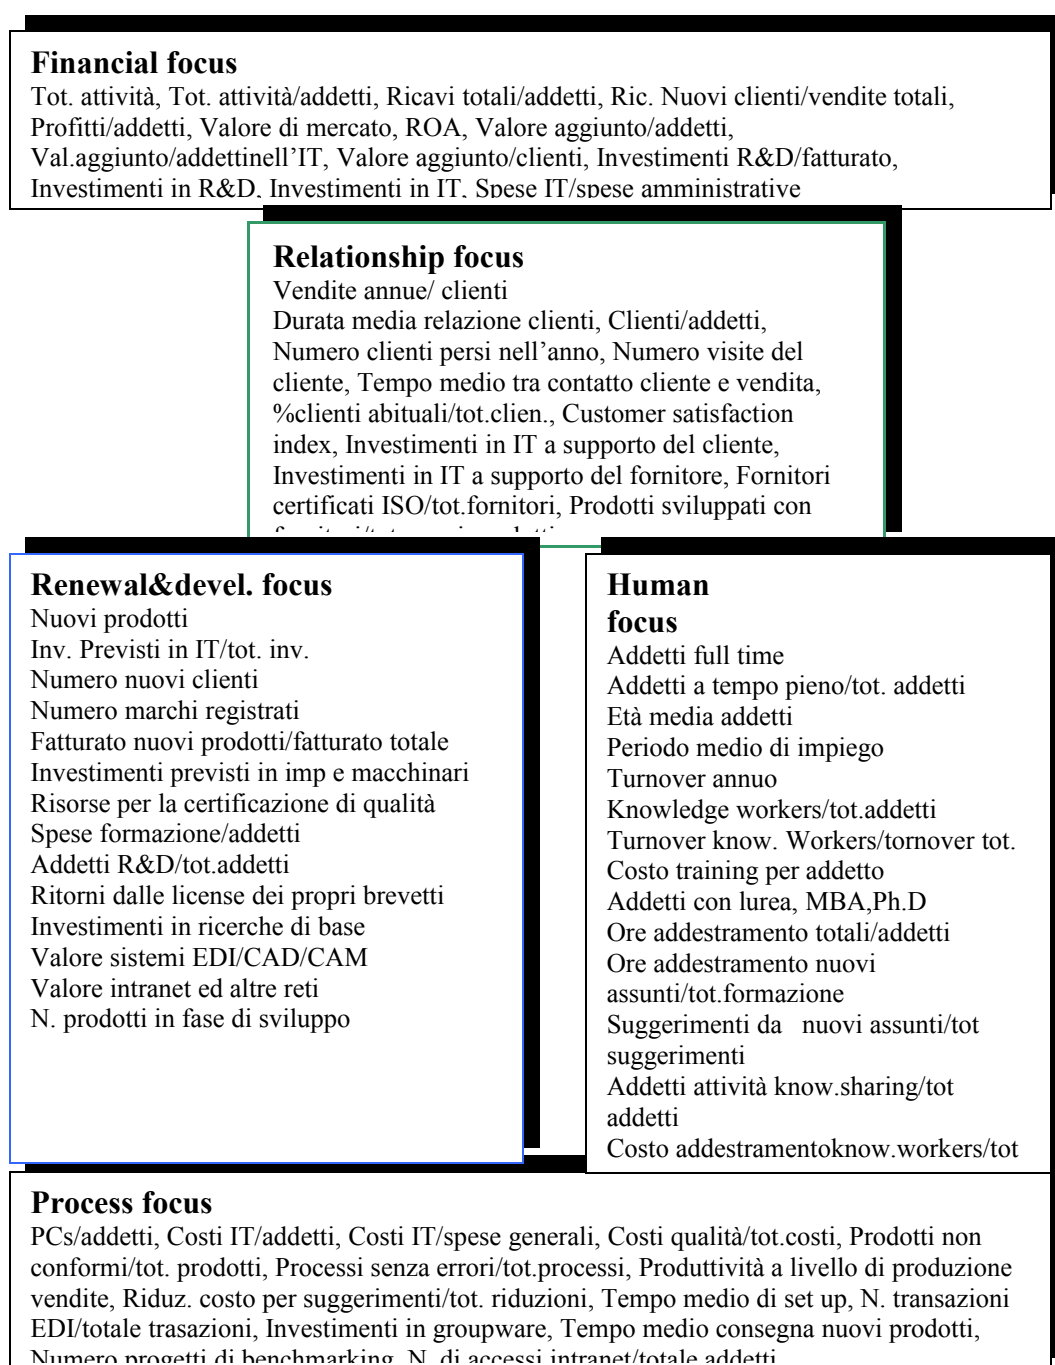 Financial focus
Tot. attività, Tot. attività/addetti, Ricavi totali/addetti, Ric. Nuovi clienti/vendite totali,
Profitti/addetti, Valore di mercato, ROA, Valore aggiunto/addetti,
Val.aggiunto/addettinell’IT, Valore aggiunto/clienti, Investimenti R&D/fatturato,
Investimenti in R&D, Investimenti in IT, Spese IT/spese amministrative
Relationship focus
Vendite annue/ clienti
Durata media relazione clienti, Clienti/addetti,
Numero clienti persi nell’anno, Numero visite del
cliente, Tempo medio tra contatto cliente e vendita,
%clienti abituali/tot.clien., Customer satisfaction
index, Investimenti in IT a supporto del cliente,
Investimenti in IT a supporto del fornitore, Fornitori
certificati ISO/tot.fornitori, Prodotti sviluppati con
Renewal&devel. focus
Nuovi prodotti
Inv. Previsti in IT/tot. inv.
Numero nuovi clienti
Numero marchi registrati
Fatturato nuovi prodotti/fatturato totale
Investimenti previsti in imp e macchinari
Risorse per la certificazione di qualità
Spese formazione/addetti
Addetti R&D/tot.addetti
Ritorni dalle license dei propri brevetti
Investimenti in ricerche di base
Valore sistemi EDI/CAD/CAM
Valore intranet ed altre reti
N. prodotti in fase di sviluppo
Human
focus
Addetti full time
Addetti a tempo pieno/tot. addetti
Età media addetti
Periodo medio di impiego
Turnover annuo
Knowledge workers/tot.addetti
Turnover know. Workers/tornover tot.
Costo training per addetto
Addetti con lurea, MBA,Ph.D
Ore addestramento totali/addetti
Ore addestramento nuovi
assunti/tot.formazione
Suggerimenti da nuovi assunti/tot
suggerimenti
Addetti attività know.sharing/tot
addetti
Costo addestramentoknow.workers/tot
Process focus
PCs/addetti, Costi IT/addetti, Costi IT/spese generali, Costi qualità/tot.costi, Prodotti non
conformi/tot. prodotti, Processi senza errori/tot.processi, Produttività a livello di produzione
vendite, Riduz. costo per suggerimenti/tot. riduzioni, Tempo medio di set up, N. transazioni
EDI/totale trasazioni, Investimenti in groupware, Tempo medio consegna nuovi prodotti,
Numero progetti di benchmarking, N. di accessi intranet/totale addetti